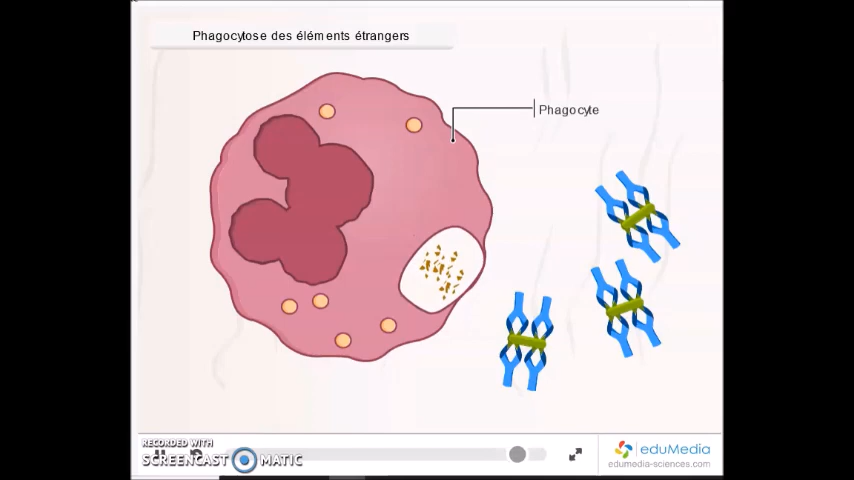 Phagocytose des éléments étrangers
Phagocyte
RECORDED WITH
SCREENCAST MATIC
eduMedia
edumedia-sciences.com